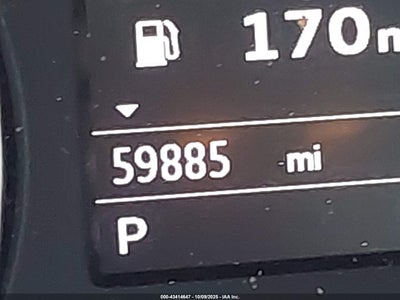 170 m
59885 mi
P
000-43414647 - 10/09/2025 - IAA Inc.